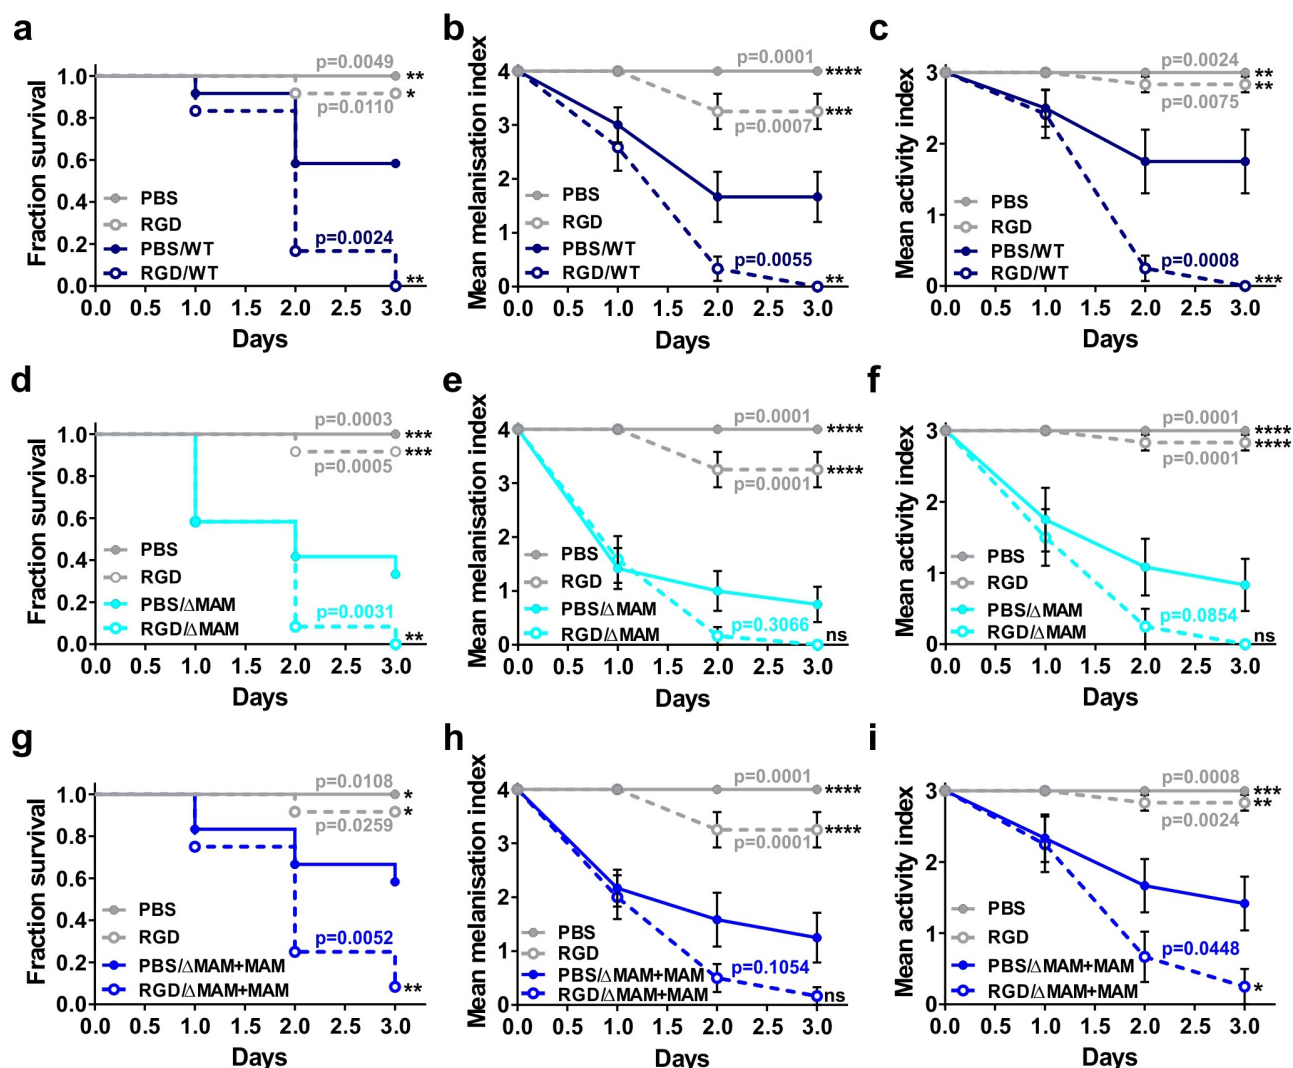 a
Fraction survival
1.0
0.8
0.6
0.4
0.2
0.0
p=0.0049
**
*
p=0.0110
PBS
RGD
PBS/WT
RGD/WT
p=0.0024
**
0.0 0.5 1.0 1.5 2.0 2.5 3.0
Days
b
Mean melanisation index
4
3
2
1
0
p=0.0001
****
***
p=0.0007
PBS
RGD
PBS/WT
RGD/WT
p=0.0055
**
0.0 0.5 1.0 1.5 2.0 2.5 3.0
Days
c
Mean activity index
3
2
1
0
p=0.0024
**
**
p=0.0075
PBS
RGD
PBS/WT
RGD/WT
p=0.0008
***
0.0 0.5 1.0 1.5 2.0 2.5 3.0
Days
d
Fraction survival
1.0
0.8
0.6
0.4
0.2
0.0
p=0.0003
***
***
p=0.0005
PBS
RGD
PBS/ΔMAM
RGD/ΔMAM
p=0.0031
**
0.0 0.5 1.0 1.5 2.0 2.5 3.0
Days
e
Mean melanisation index
4
3
2
1
0
p=0.0001
****
****
p=0.0001
PBS
RGD
PBS/ΔMAM
RGD/ΔMAM
p=0.3066
ns
0.0 0.5 1.0 1.5 2.0 2.5 3.0
Days
f
Mean activity index
3
2
1
0
p=0.0001
****
****
p=0.0001
PBS
RGD
PBS/ΔMAM
RGD/ΔMAM
p=0.0854
ns
0.0 0.5 1.0 1.5 2.0 2.5 3.0
Days
g
Fraction survival
1.0
0.8
0.6
0.4
0.2
0.0
p=0.0108
*
*
p=0.0259
PBS
RGD
PBS/ΔMAM+MAM
RGD/ΔMAM+MAM
p=0.0052
**
0.0 0.5 1.0 1.5 2.0 2.5 3.0
Days
h
Mean melanisation index
4
3
2
1
0
p=0.0001
****
****
p=0.0001
PBS
RGD
PBS/ΔMAM+MAM
RGD/ΔMAM+MAM
p=0.1054
ns
0.0 0.5 1.0 1.5 2.0 2.5 3.0
Days
i
Mean activity index
3
2
1
0
p=0.0008
***
**
p=0.0024
PBS
RGD
PBS/ΔMAM+MAM
RGD/ΔMAM+MAM
p=0.0448
*
0.0 0.5 1.0 1.5 2.0 2.5 3.0
Days